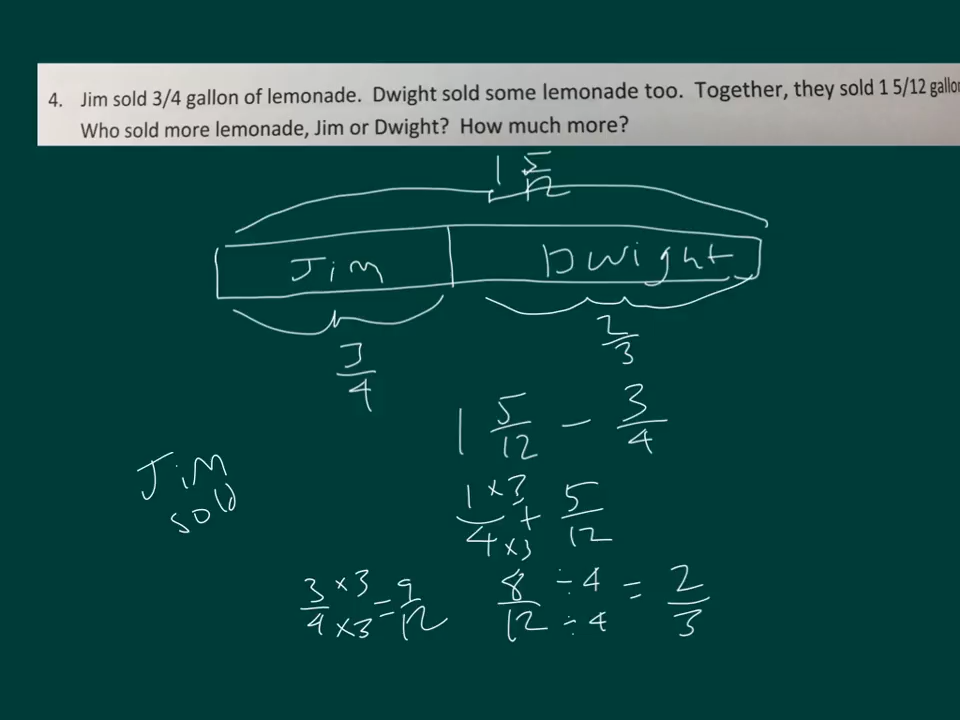 4. Jim sold 3/4 gallon of lemonade. Dwight sold some lemonade too. Together, they sold 1 5/12 gallon
Who sold more lemonade, Jim or Dwight? How much more?
1 5/12
Jim Dwight
3/4 2/3
1 5/12 - 3/4
Jim
sold
1/4 ×3/×3 + 5/12
3/4 ×3/×3 = 9/12 8/12 ÷4/÷4 = 2/3